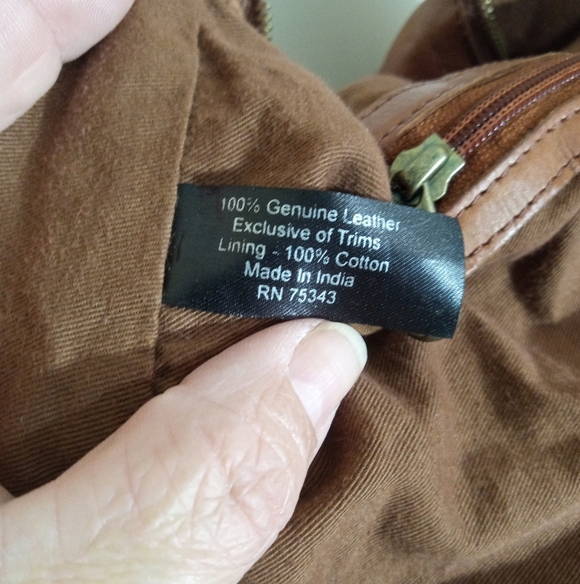 100% Genuine Leather
Exclusive of Trims
Lining - 100% Cotton
Made In India
RN 75343